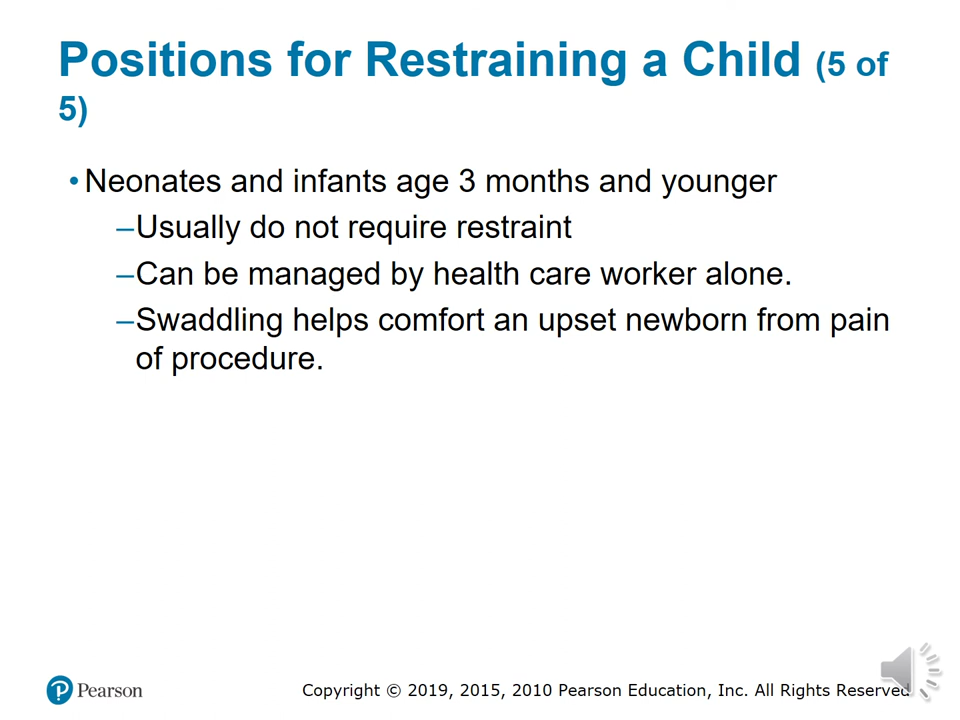 Positions for Restraining a Child (5 of
5)
• Neonates and infants age 3 months and younger
–Usually do not require restraint
–Can be managed by health care worker alone.
–Swaddling helps comfort an upset newborn from pain
of procedure.
Pearson
Copyright © 2019, 2015, 2010 Pearson Education, Inc. All Rights Reserved